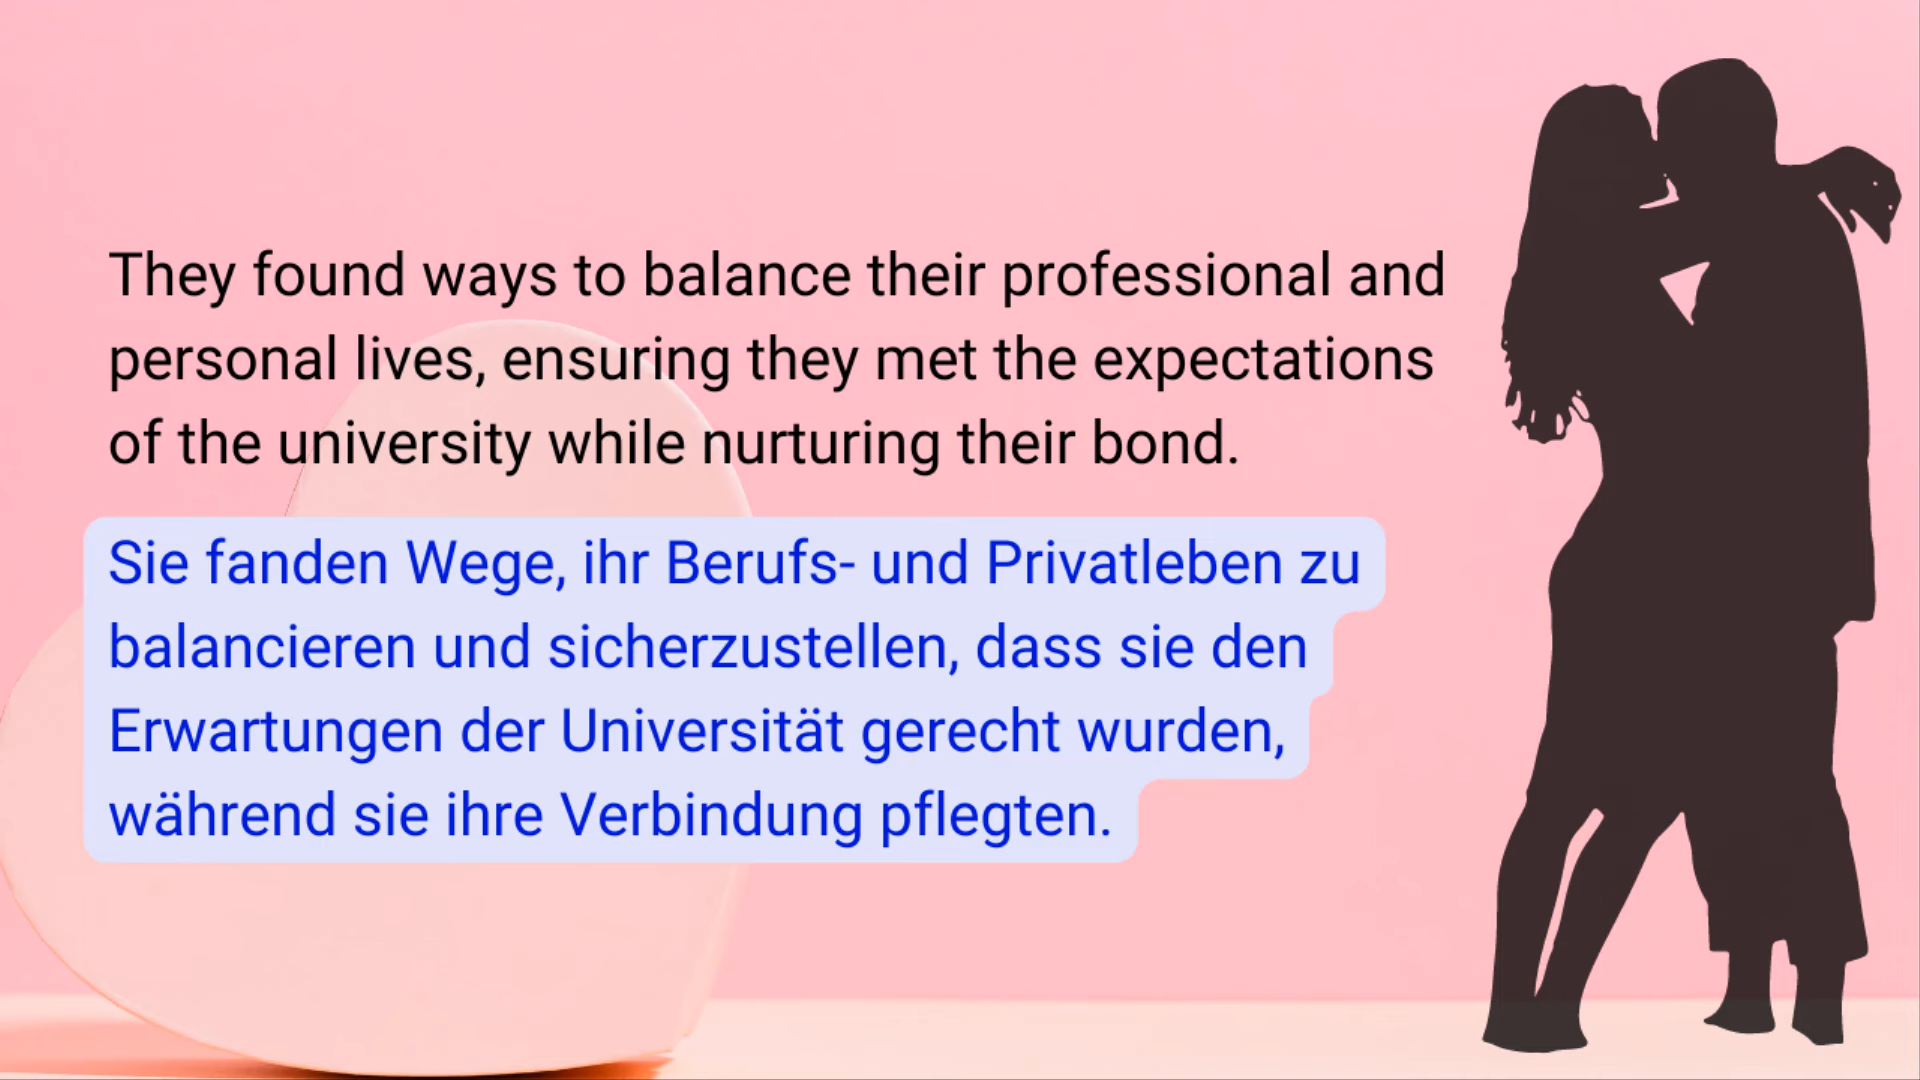 They found ways to balance their professional and
personal lives, ensuring they met the expectations
of the university while nurturing their bond.
Sie fanden Wege, ihr Berufs- und Privatleben zu
balancieren und sicherzustellen, dass sie den
Erwartungen der Universität gerecht wurden,
während sie ihre Verbindung pflegten.